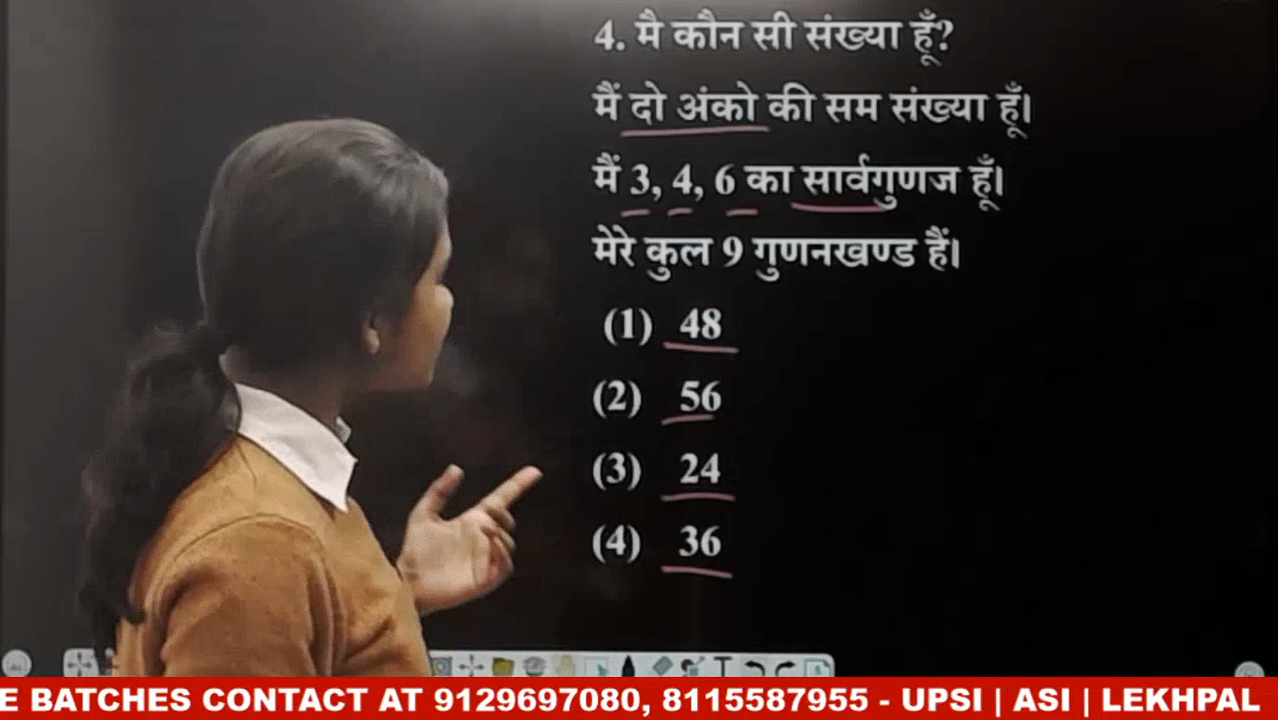 4. मै कौन सी संख्या हूँ?
मैं दो अंको की सम संख्या हूँ।
मैं 3, 4, 6 का सार्वगुणज हूँ।
मेरे कुल 9 गुणनखण्ड हैं।
(1) 48
(2) 56
(3) 24
(4) 36
E BATCHES CONTACT AT 9129697080, 8115587955 - UPSI | ASI | LEKHPAL